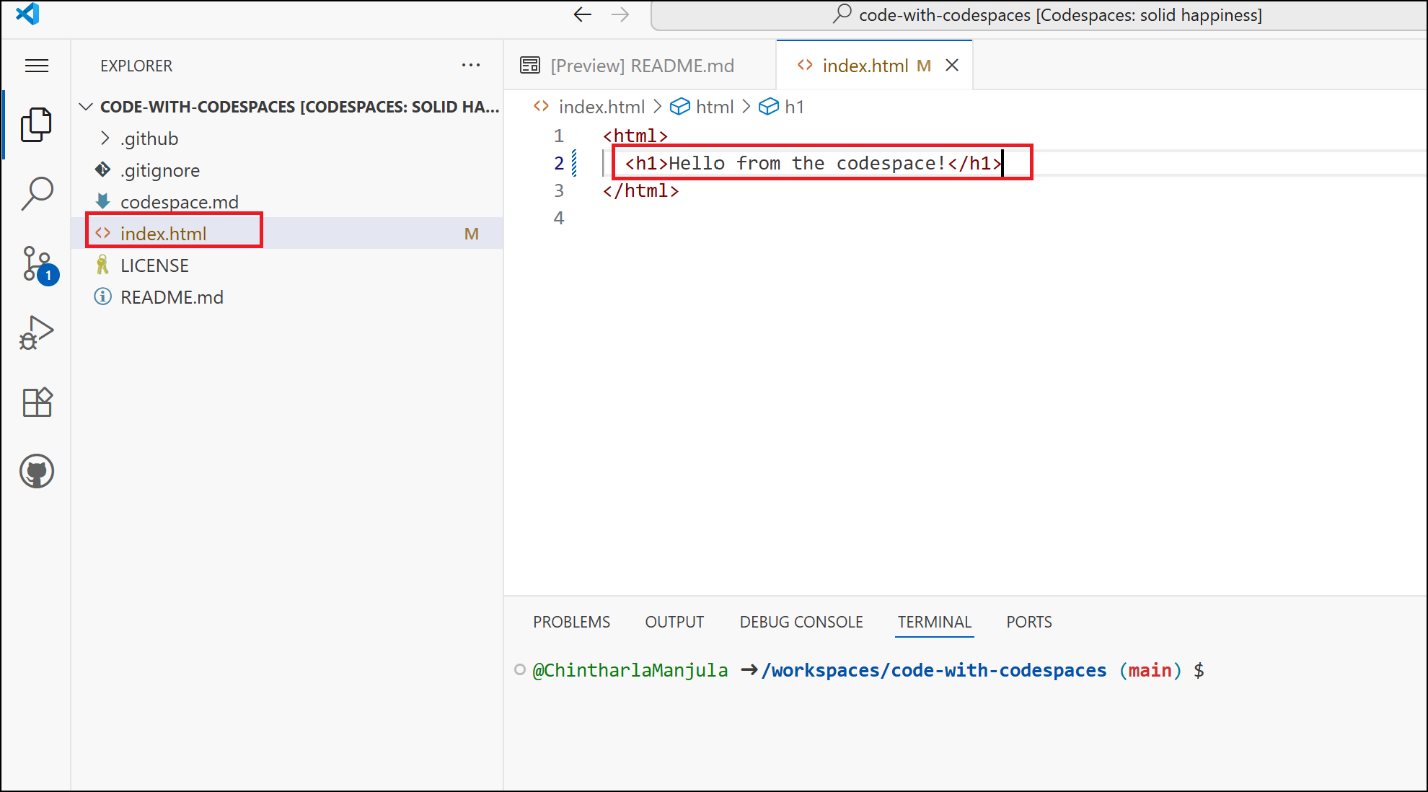 code-with-codespaces [Codespaces: solid happiness]
EXPLORER
CODE-WITH-CODESPACES [CODESPACES: SOLID HA...
.github
.gitignore
codespace.md
index.html M
LICENSE
README.md
1
[Preview] README.md
index.html M
index.html > html > h1
1 <html>
2 <h1>Hello from the codespace!</h1>
3 </html>
4
PROBLEMS OUTPUT DEBUG CONSOLE TERMINAL PORTS
@ChintharlaManjula ➜/workspaces/code-with-codespaces (main) $